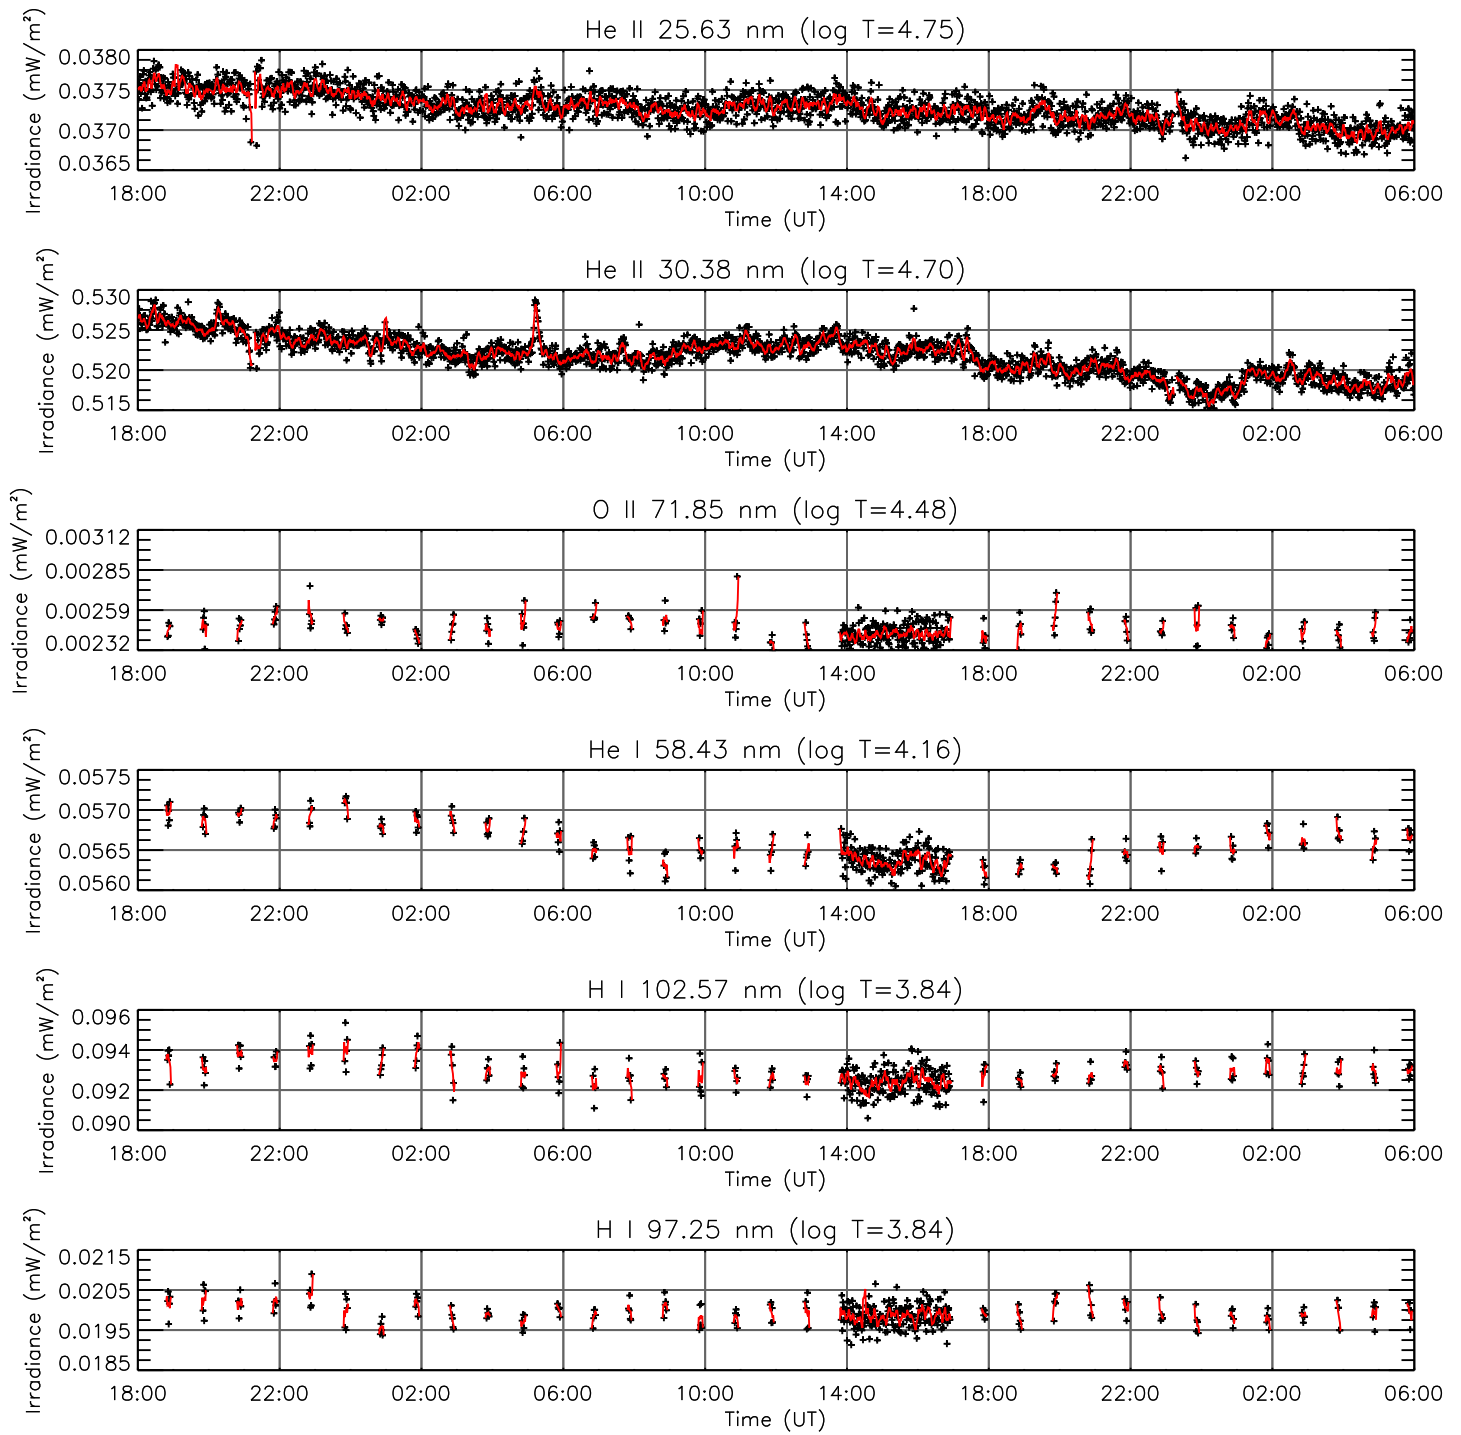 He II 25.63 nm (log T=4.75)
Irradiance (mW/m²)
0.0380
0.0375
0.0370
0.0365
18:00 22:00 02:00 06:00 10:00 14:00 18:00 22:00 02:00 06:00
Time (UT)
He II 30.38 nm (log T=4.70)
Irradiance (mW/m²)
0.530
0.525
0.520
0.515
18:00 22:00 02:00 06:00 10:00 14:00 18:00 22:00 02:00 06:00
Time (UT)
O II 71.85 nm (log T=4.48)
Irradiance (mW/m²)
0.00312
0.00285
0.00259
0.00232
18:00 22:00 02:00 06:00 10:00 14:00 18:00 22:00 02:00 06:00
Time (UT)
He I 58.43 nm (log T=4.16)
Irradiance (mW/m²)
0.0575
0.0570
0.0565
0.0560
18:00 22:00 02:00 06:00 10:00 14:00 18:00 22:00 02:00 06:00
Time (UT)
H I 102.57 nm (log T=3.84)
Irradiance (mW/m²)
0.096
0.094
0.092
0.090
18:00 22:00 02:00 06:00 10:00 14:00 18:00 22:00 02:00 06:00
Time (UT)
H I 97.25 nm (log T=3.84)
Irradiance (mW/m²)
0.0215
0.0205
0.0195
0.0185
18:00 22:00 02:00 06:00 10:00 14:00 18:00 22:00 02:00 06:00
Time (UT)